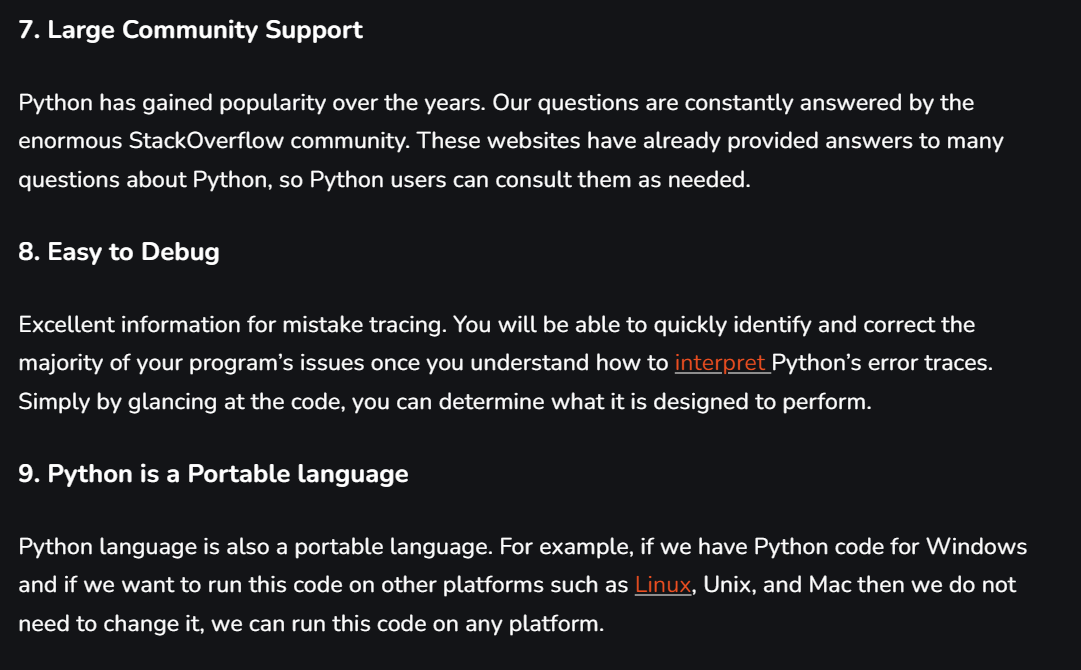 7. Large Community Support
Python has gained popularity over the years. Our questions are constantly answered by the
enormous StackOverflow community. These websites have already provided answers to many
questions about Python, so Python users can consult them as needed.
8. Easy to Debug
Excellent information for mistake tracing. You will be able to quickly identify and correct the
majority of your program’s issues once you understand how to interpret Python’s error traces.
Simply by glancing at the code, you can determine what it is designed to perform.
9. Python is a Portable language
Python language is also a portable language. For example, if we have Python code for Windows
and if we want to run this code on other platforms such as Linux, Unix, and Mac then we do not
need to change it, we can run this code on any platform.